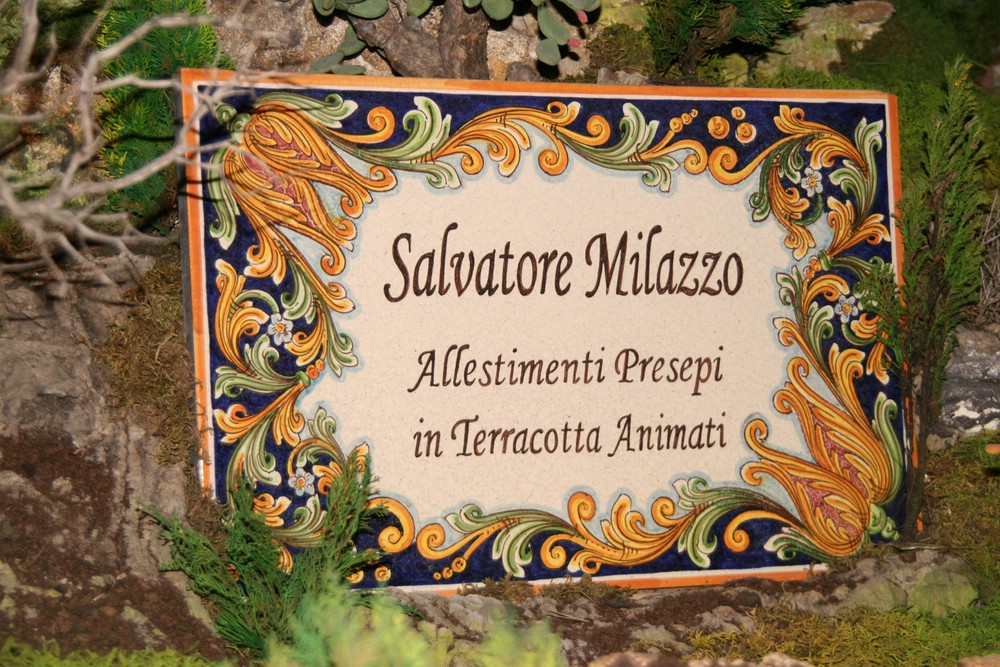 Salvatore Milazzo
Allestimenti Presepi
in Terracotta Animati